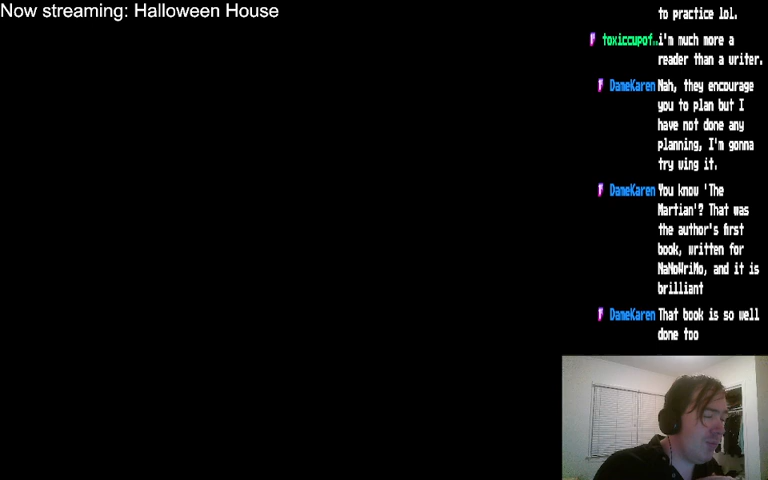 Now streaming: Halloween House
to practice lol.
toxiccupof.. i'm much more a
reader than a writer.
DameKaren Nah, they encourage
you to plan but I
have not done any
planning, I'm gonna
try wing it.
DameKaren You know 'The
Martian'? That was
the author's first
book, written for
NaNoWriMo, and it is
brilliant
DameKaren That book is so well
done too